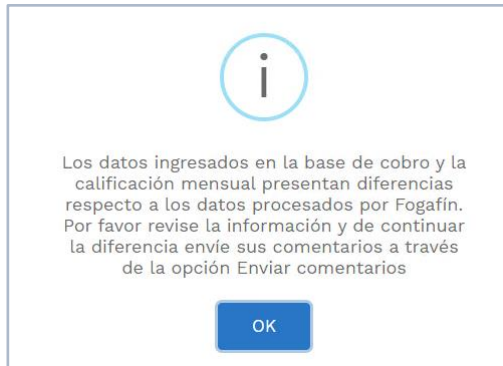 Los datos ingresados en la base de cobro y la
calificación mensual presentan diferencias
respecto a los datos procesados por Fogafín.
Por favor revise la información y de continuar
la diferencia envíe sus comentarios a través
de la opción Enviar comentarios
OK